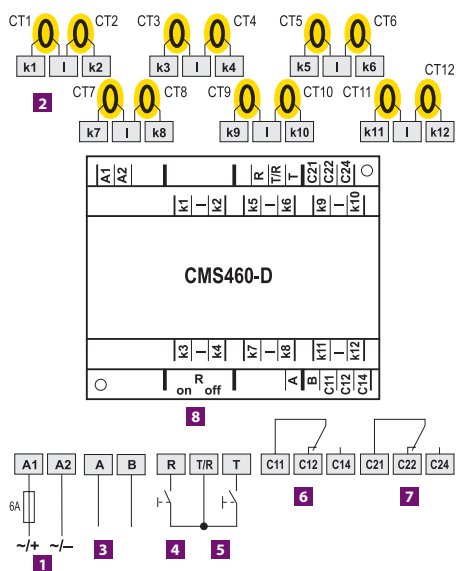 CT1 CT2 CT3 CT4 CT5 CT6
k1 l k2 k3 l k4 k5 l k6
2 CT7 CT8 CT9 CT10 CT11 CT12
k7 l k8 k9 l k10 k11 l k12
A1 A2 R T/R T C21 C22 C24
k1 l k2 k5 l k6 k9 l k10
CMS460-D
k3 l k4 k7 l k8 k11 l k12
R on off A B C11 C12 C14
8
A1 A2 A B R T/R T C11 C12 C14 C21 C22 C24
6A
6 7
~/+ ~/–
1 3 4 5